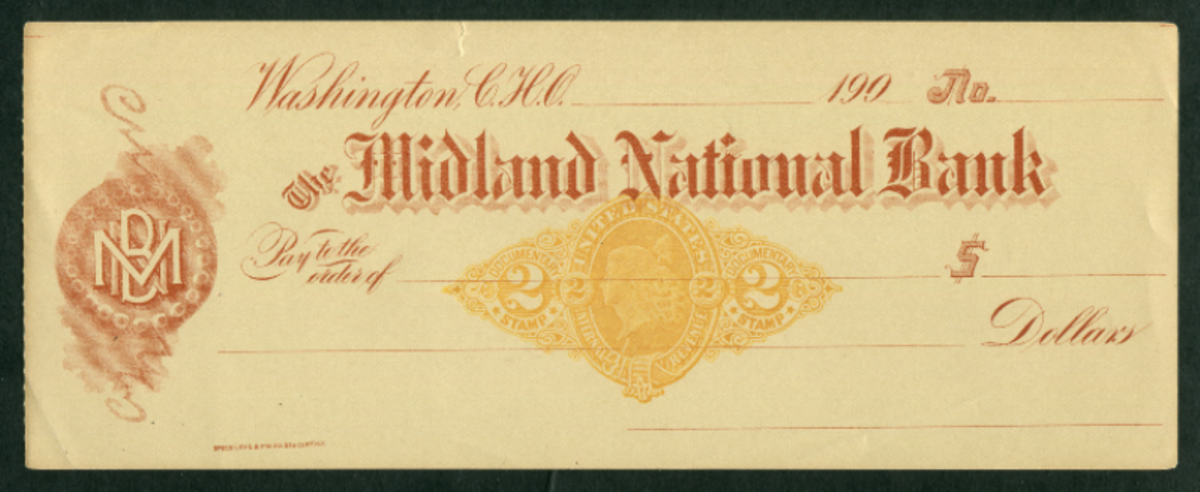 Washington, C.H.O. 190 No.
The Midland National Bank
Pay to the order of $
UNITED STATES
DOCUMENTARY 2 STAMP
2 2
DOCUMENTARY 2 STAMP
INTERNAL REVENUE
Dollars
MNB